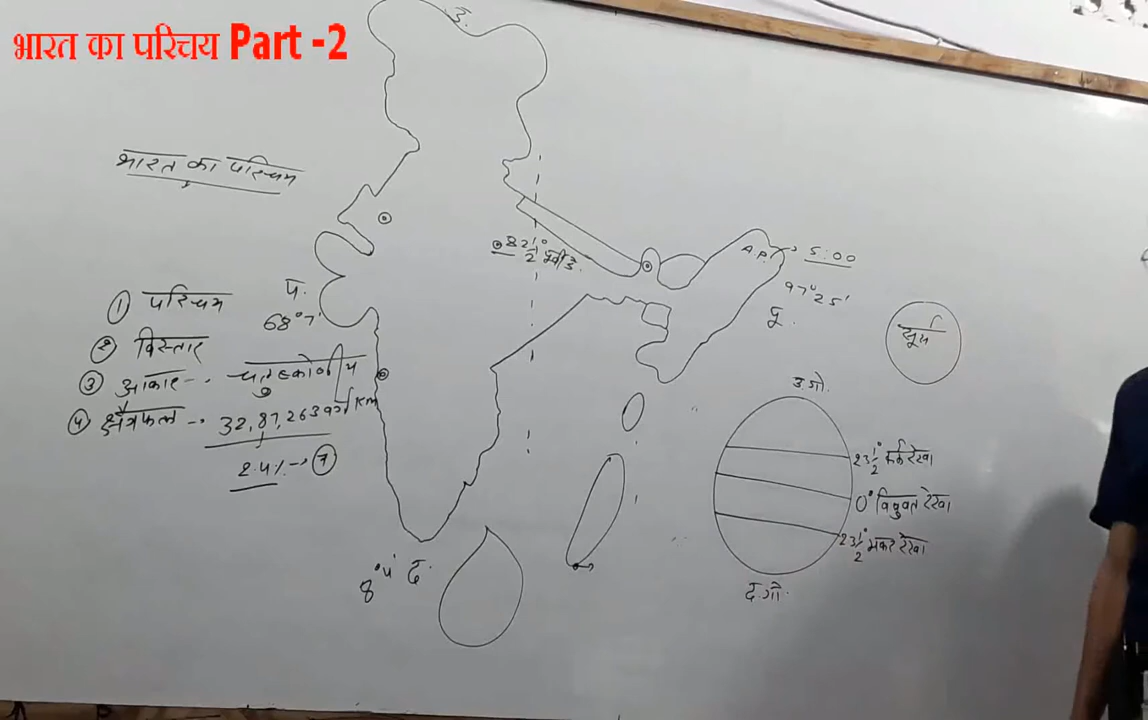 भारत का परिचय Part -2
उ.
भारत का परिचय
① परिचय
② विस्तार
③ आकार -- चतुष्कोणीय
④ क्षेत्रफल -- 32,87,263 वर्ग km
2.4% -- ⑦
प.
68°7'
82 1/2° पूर्वी दे.
A.P.
5:00
97°25'
पू.
सूर्य
उ.गो.
23 1/2° कर्क रेखा
0° विषुवत रेखा
23 1/2° मकर रेखा
द.गो.
8°4' द.